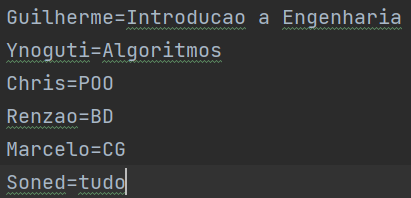 Guilherme=Introducao a Engenharia
Ynoguti=Algoritmos
Chris=POO
Renzao=BD
Marcelo=CG
Soned=tudo